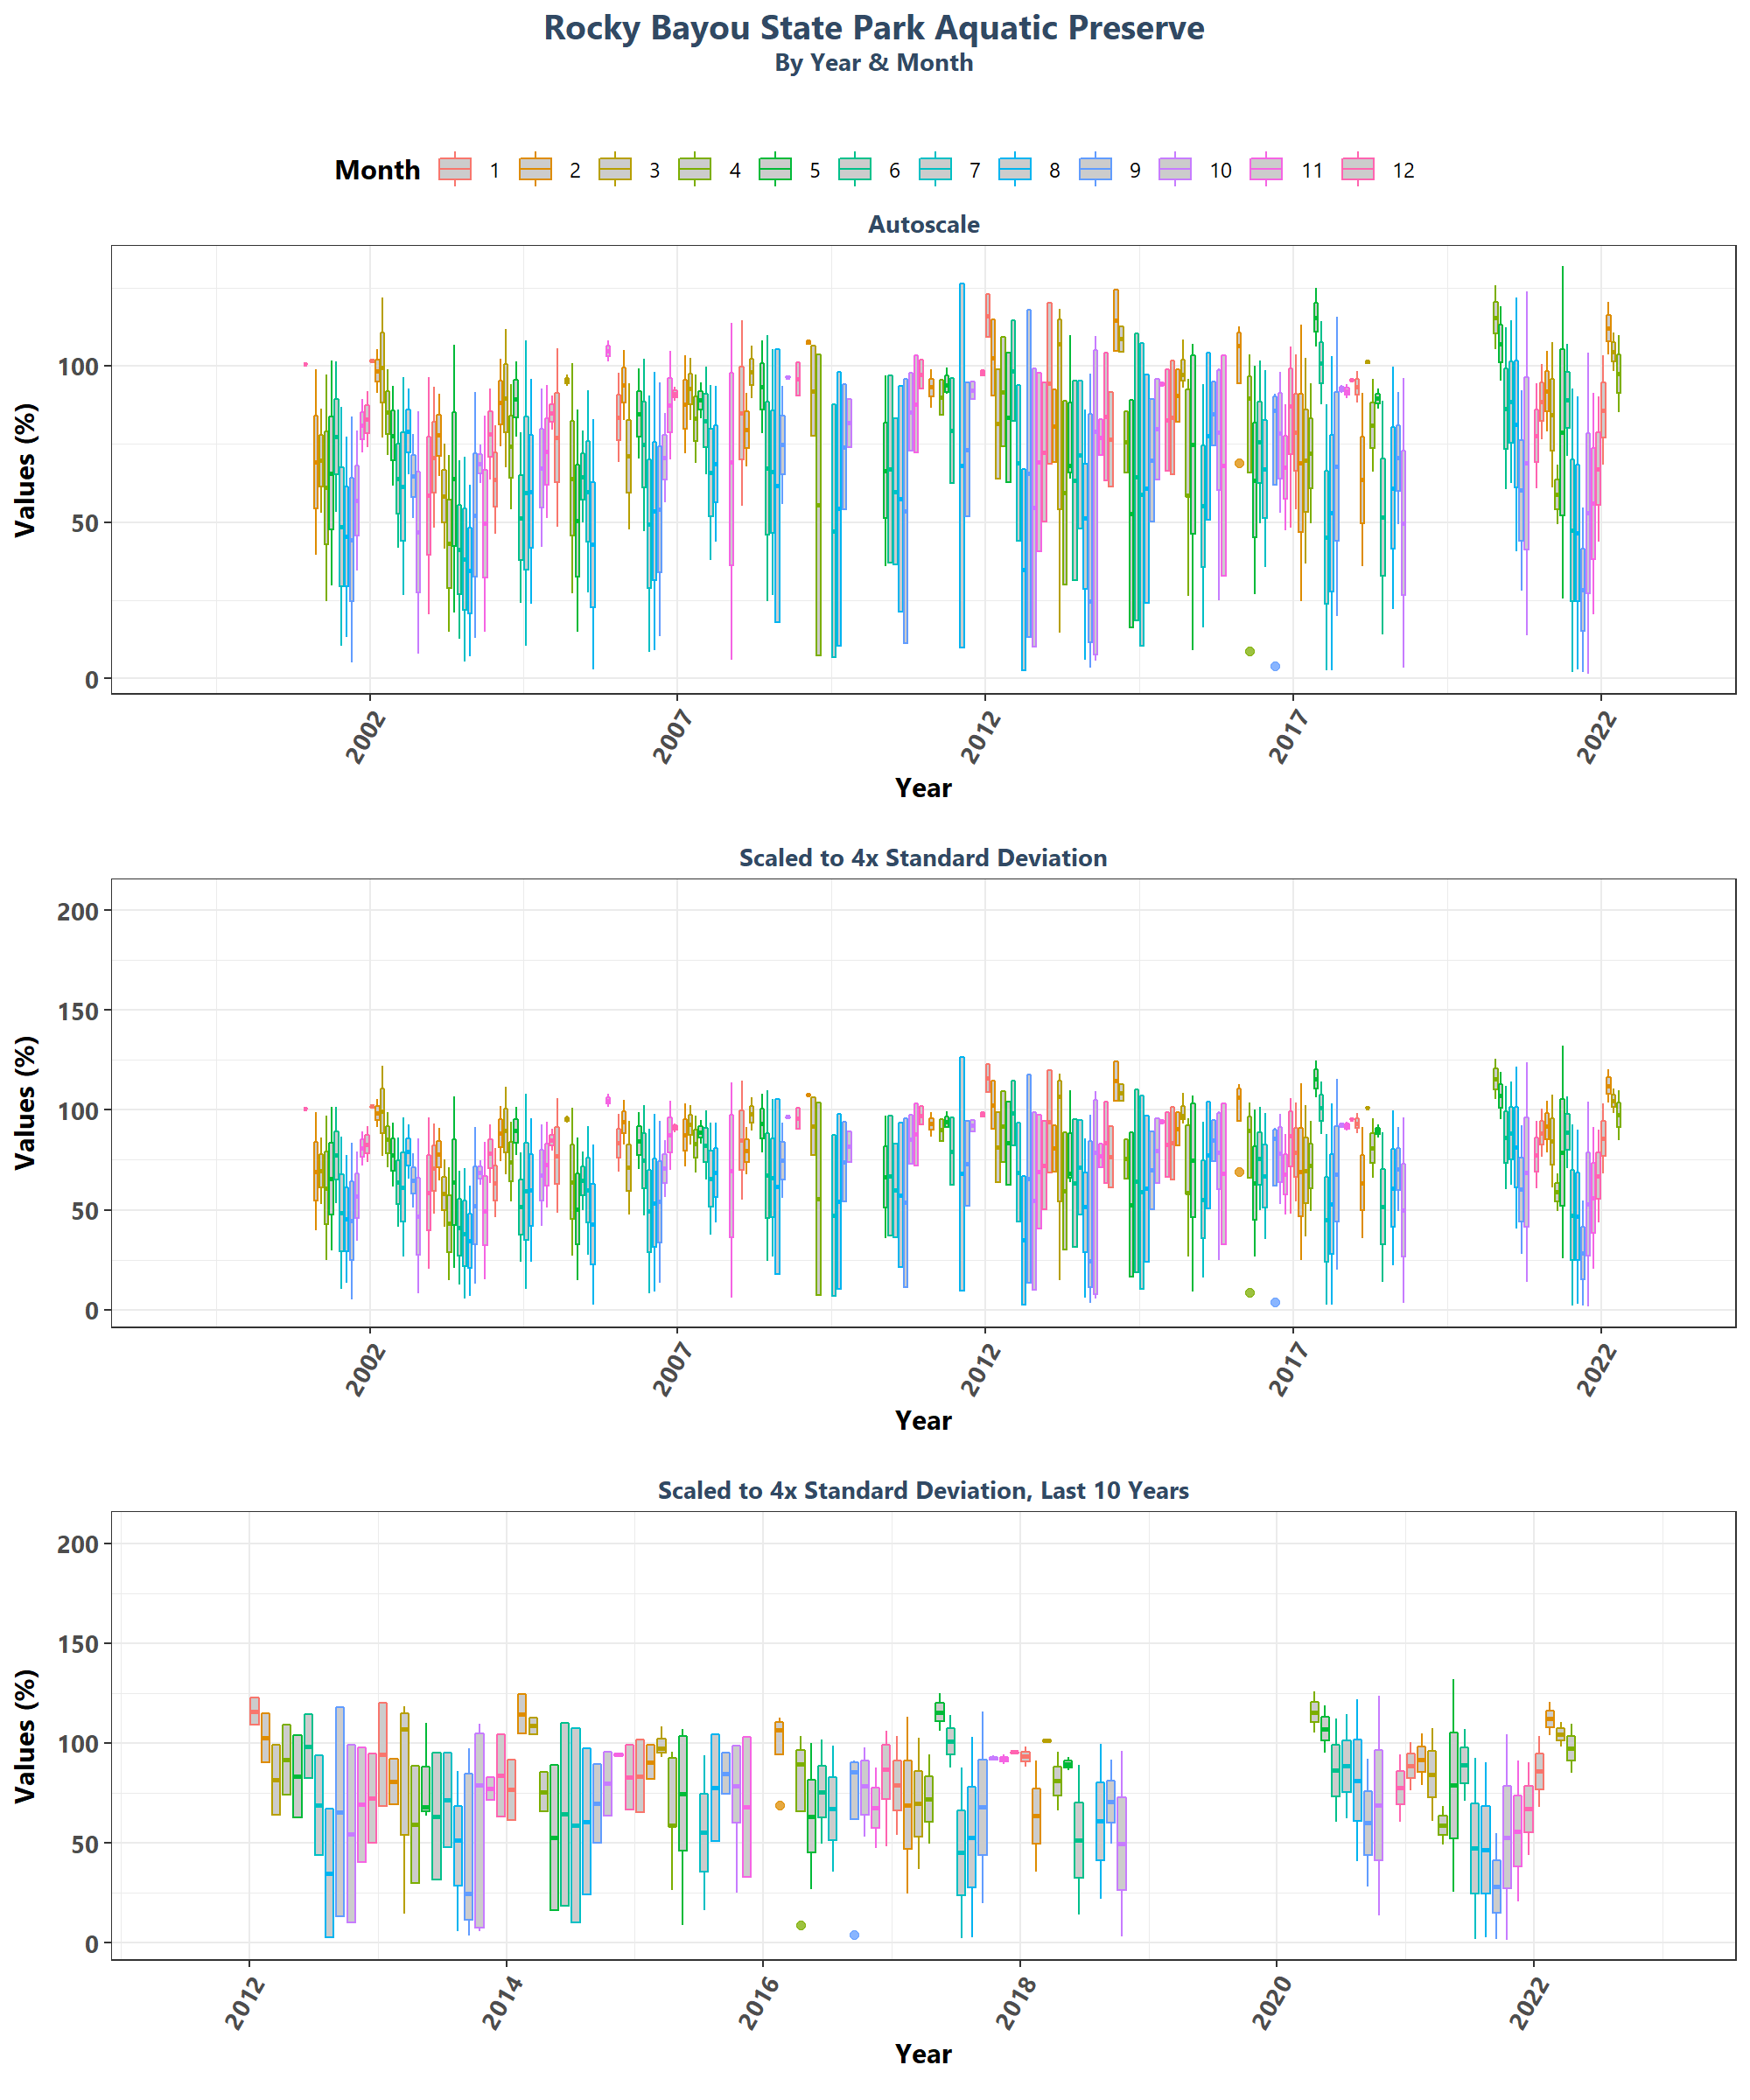 Rocky Bayou State Park Aquatic Preserve
By Year & Month
Month 1 2 3 4 5 6 7 8 9 10 11 12
Autoscale
Values (%)
100
50
0
2002 2007 2012 2017 2022
Year
Scaled to 4x Standard Deviation
Values (%)
200
150
100
50
0
2002 2007 2012 2017 2022
Year
Scaled to 4x Standard Deviation, Last 10 Years
Values (%)
200
150
100
50
0
2012 2014 2016 2018 2020 2022
Year